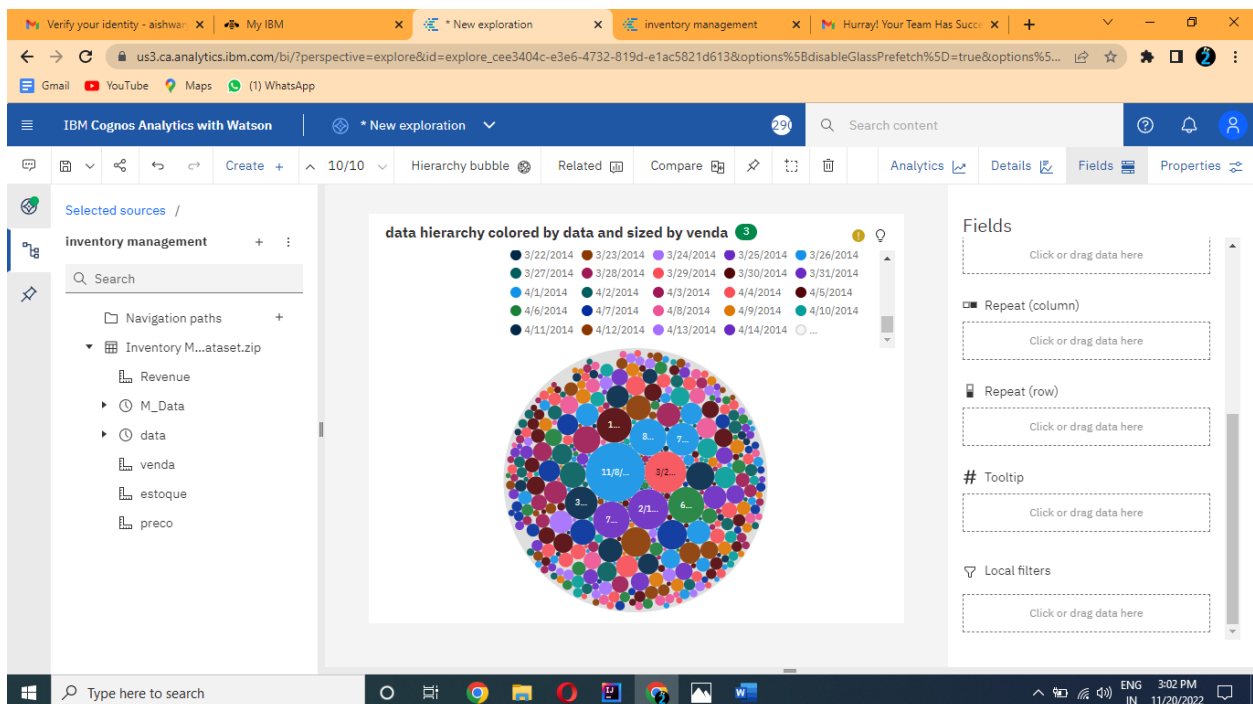 Verify your identity - aishwar
My IBM
* New exploration
inventory management
Hurray! Your Team Has Succe
us3.ca.analytics.ibm.com/bi/?perspective=explore&id=explore_cee3404c-e3e6-4732-819d-e1ac5821d613&options%5BdisableGlassPrefetch%5D=true&options%5...
Gmail YouTube Maps (1) WhatsApp
IBM Cognos Analytics with Watson
* New exploration
290
Search content
Create + 10/10 Hierarchy bubble Related Compare Analytics Details Fields Properties
Selected sources /
inventory management
Search
Navigation paths
Inventory M...ataset.zip
Revenue
M_Data
data
venda
estoque
preco
data hierarchy colored by data and sized by venda 3
3/22/2014 3/23/2014 3/24/2014 3/25/2014 3/26/2014
3/27/2014 3/28/2014 3/29/2014 3/30/2014 3/31/2014
4/1/2014 4/2/2014 4/3/2014 4/4/2014 4/5/2014
4/6/2014 4/7/2014 4/8/2014 4/9/2014 4/10/2014
4/11/2014 4/12/2014 4/13/2014 4/14/2014 ...
1...
8... 7...
11/8/... 3/2...
3... 7... 2/1... 6...
Fields
Click or drag data here
Repeat (column)
Click or drag data here
Repeat (row)
Click or drag data here
# Tooltip
Click or drag data here
Local filters
Click or drag data here
Type here to search
ENG
IN
3:02 PM
11/20/2022